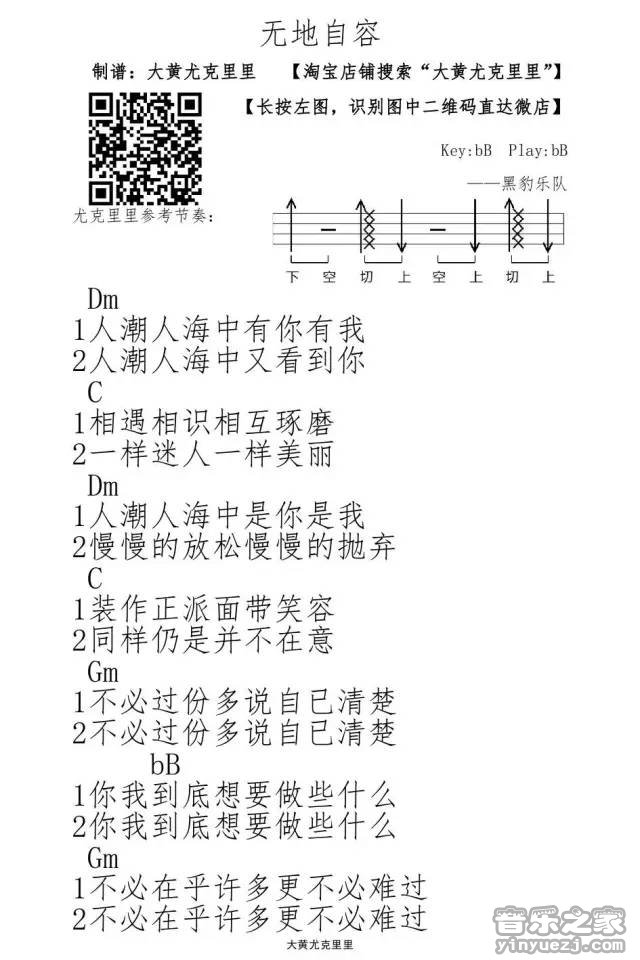 无地自容
制谱：大黄尤克里里 【淘宝店铺搜索“大黄尤克里里”】
【长按左图，识别图中二维码直达微店】
Key:bB Play:bB
——黑豹乐队
尤克里里参考节奏：
下 空 切 上 空 上 切 上
Dm
1人潮人海中有你有我
2人潮人海中又看到你
C
1相遇相识相互琢磨
2一样迷人一样美丽
Dm
1人潮人海中是你是我
2慢慢的放松慢慢的抛弃
C
1装作正派面带笑容
2同样仍是并不在意
Gm
1不必过份多说自已清楚
2不必过份多说自已清楚
bB
1你我到底想要做些什么
2你我到底想要做些什么
Gm
1不必在乎许多更不必难过
2不必在乎许多更不必难过
大黄尤克里里
音乐之家
yinyuezj.com